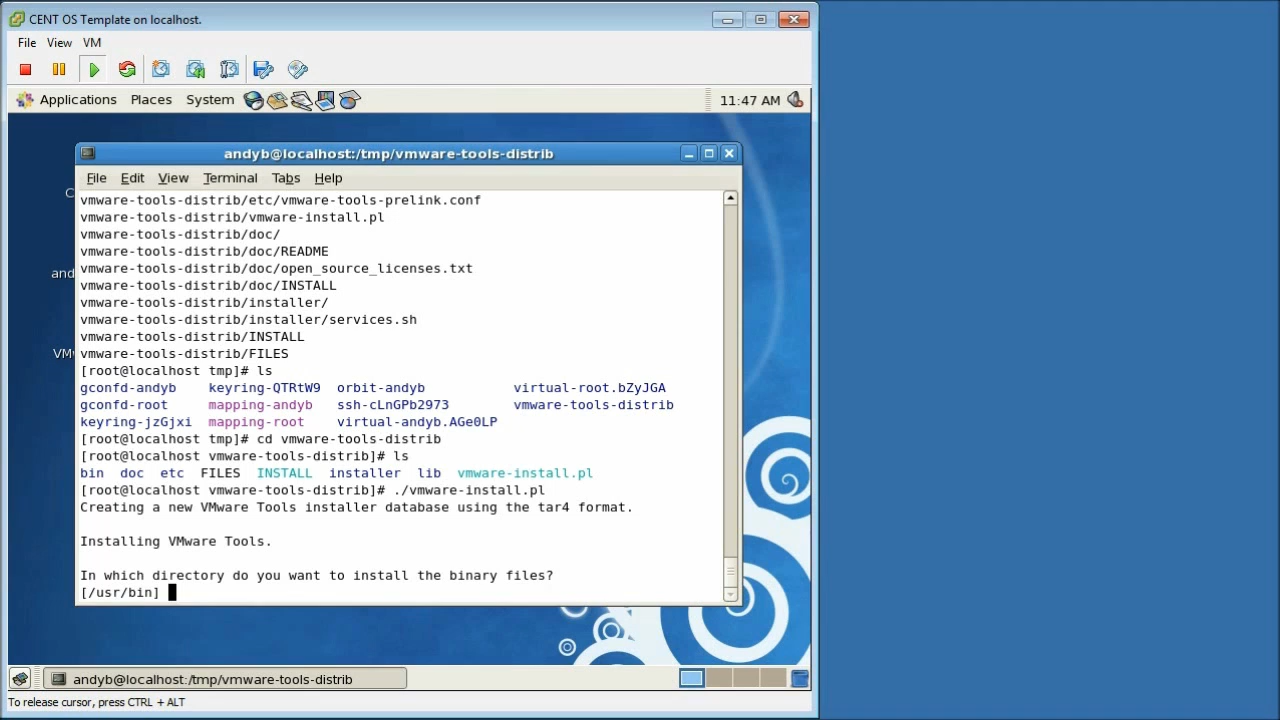 CENT OS Template on localhost.
File View VM
Applications Places System 11:47 AM
andyb@localhost:/tmp/vmware-tools-distrib
File Edit View Terminal Tabs Help
vmware-tools-distrib/etc/vmware-tools-prelink.conf
vmware-tools-distrib/vmware-install.pl
vmware-tools-distrib/doc/
vmware-tools-distrib/doc/README
vmware-tools-distrib/doc/open_source_licenses.txt
vmware-tools-distrib/doc/INSTALL
vmware-tools-distrib/installer/
vmware-tools-distrib/installer/services.sh
vmware-tools-distrib/INSTALL
vmware-tools-distrib/FILES
[root@localhost tmp]# ls
gconfd-andyb keyring-QTRtW9 orbit-andyb virtual-root.bZyJGA
gconfd-root mapping-andyb ssh-cLnGPb2973 vmware-tools-distrib
keyring-jzGjxi mapping-root virtual-andyb.AGe0LP
[root@localhost tmp]# cd vmware-tools-distrib
[root@localhost vmware-tools-distrib]# ls
bin doc etc FILES INSTALL installer lib vmware-install.pl
[root@localhost vmware-tools-distrib]# ./vmware-install.pl
Creating a new VMware Tools installer database using the tar4 format.
Installing VMware Tools.
In which directory do you want to install the binary files?
[/usr/bin]
andyb@localhost:/tmp/vmware-tools-distrib
To release cursor, press CTRL + ALT